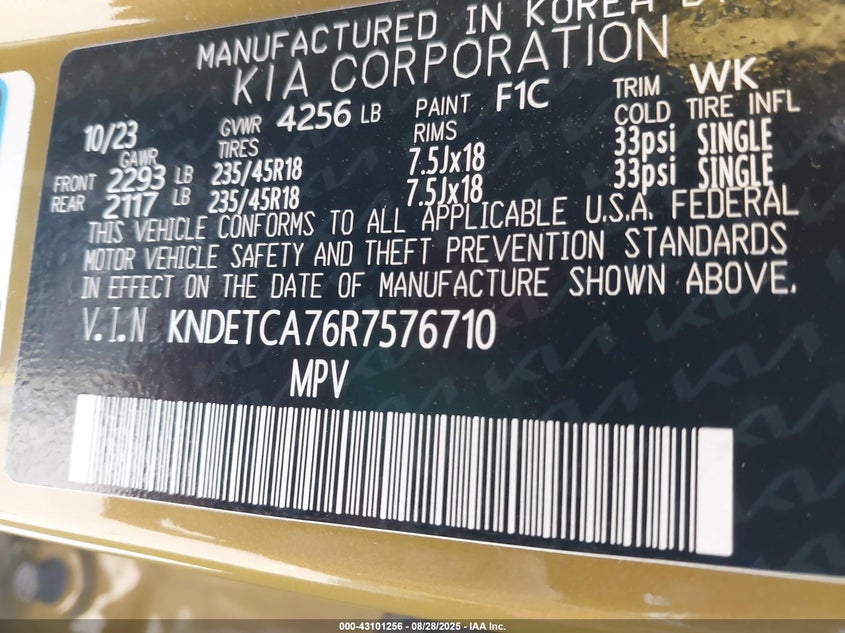 MANUFACTURED IN KOREA BY
KIA CORPORATION
10/23 GVWR 4256 LB PAINT F1C TRIM WK
GAWR TIRES RIMS COLD TIRE INFL
FRONT 2293 LB 235/45R18 7.5Jx18 33psi SINGLE
REAR 2117 LB 235/45R18 7.5Jx18 33psi SINGLE
THIS VEHICLE CONFORMS TO ALL APPLICABLE U.S.A. FEDERAL
MOTOR VEHICLE SAFETY AND THEFT PREVENTION STANDARDS
IN EFFECT ON THE DATE OF MANUFACTURE SHOWN ABOVE.
V.I.N KNDETCA76R7576710
MPV
000-43101256 - 08/28/2025 - IAA Inc.